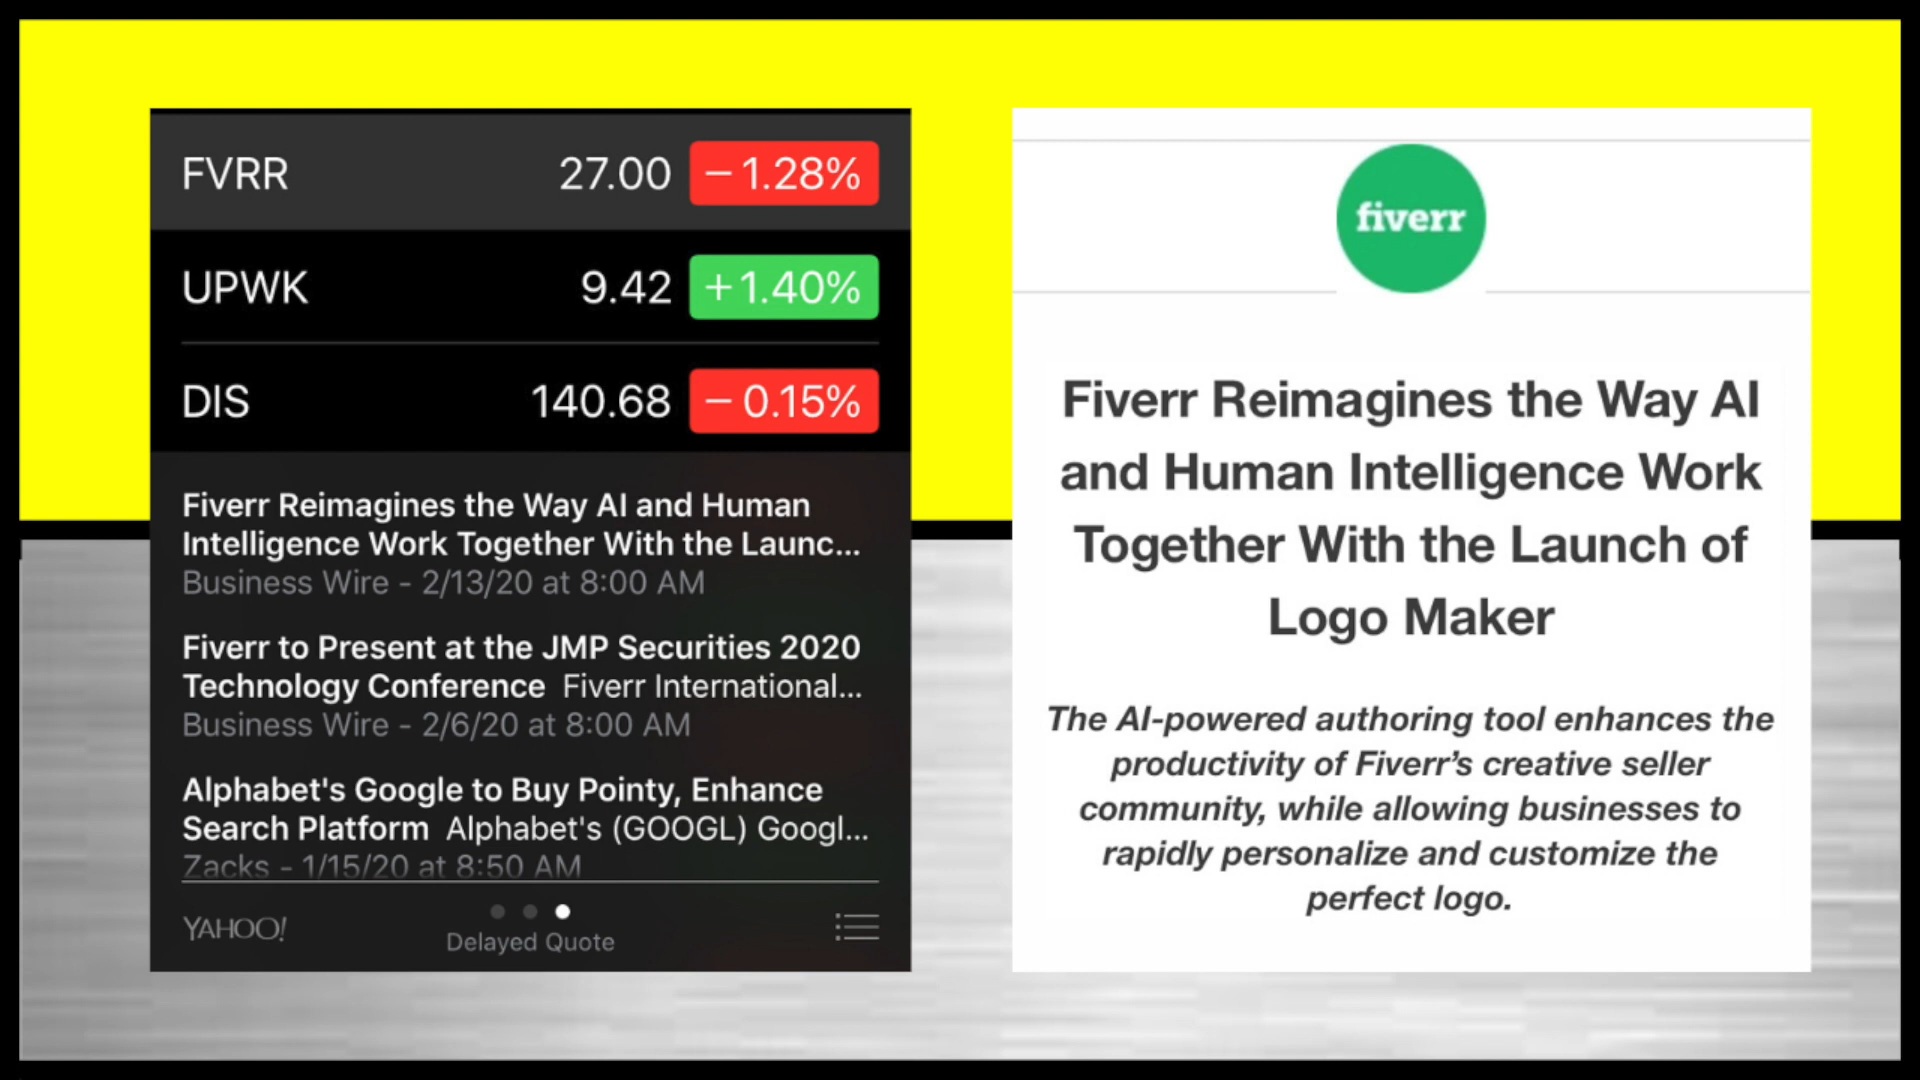 FVRR 27.00 −1.28%
UPWK 9.42 +1.40%
DIS 140.68 −0.15%
Fiverr Reimagines the Way AI and Human
Intelligence Work Together With the Launc...
Business Wire - 2/13/20 at 8:00 AM
Fiverr to Present at the JMP Securities 2020
Technology Conference Fiverr International...
Business Wire - 2/6/20 at 8:00 AM
Alphabet's Google to Buy Pointy, Enhance
Search Platform Alphabet's (GOOGL) Googl...
Zacks - 1/15/20 at 8:50 AM
YAHOO!
Delayed Quote
fiverr
Fiverr Reimagines the Way AI
and Human Intelligence Work
Together With the Launch of
Logo Maker
The AI-powered authoring tool enhances the
productivity of Fiverr’s creative seller
community, while allowing businesses to
rapidly personalize and customize the
perfect logo.